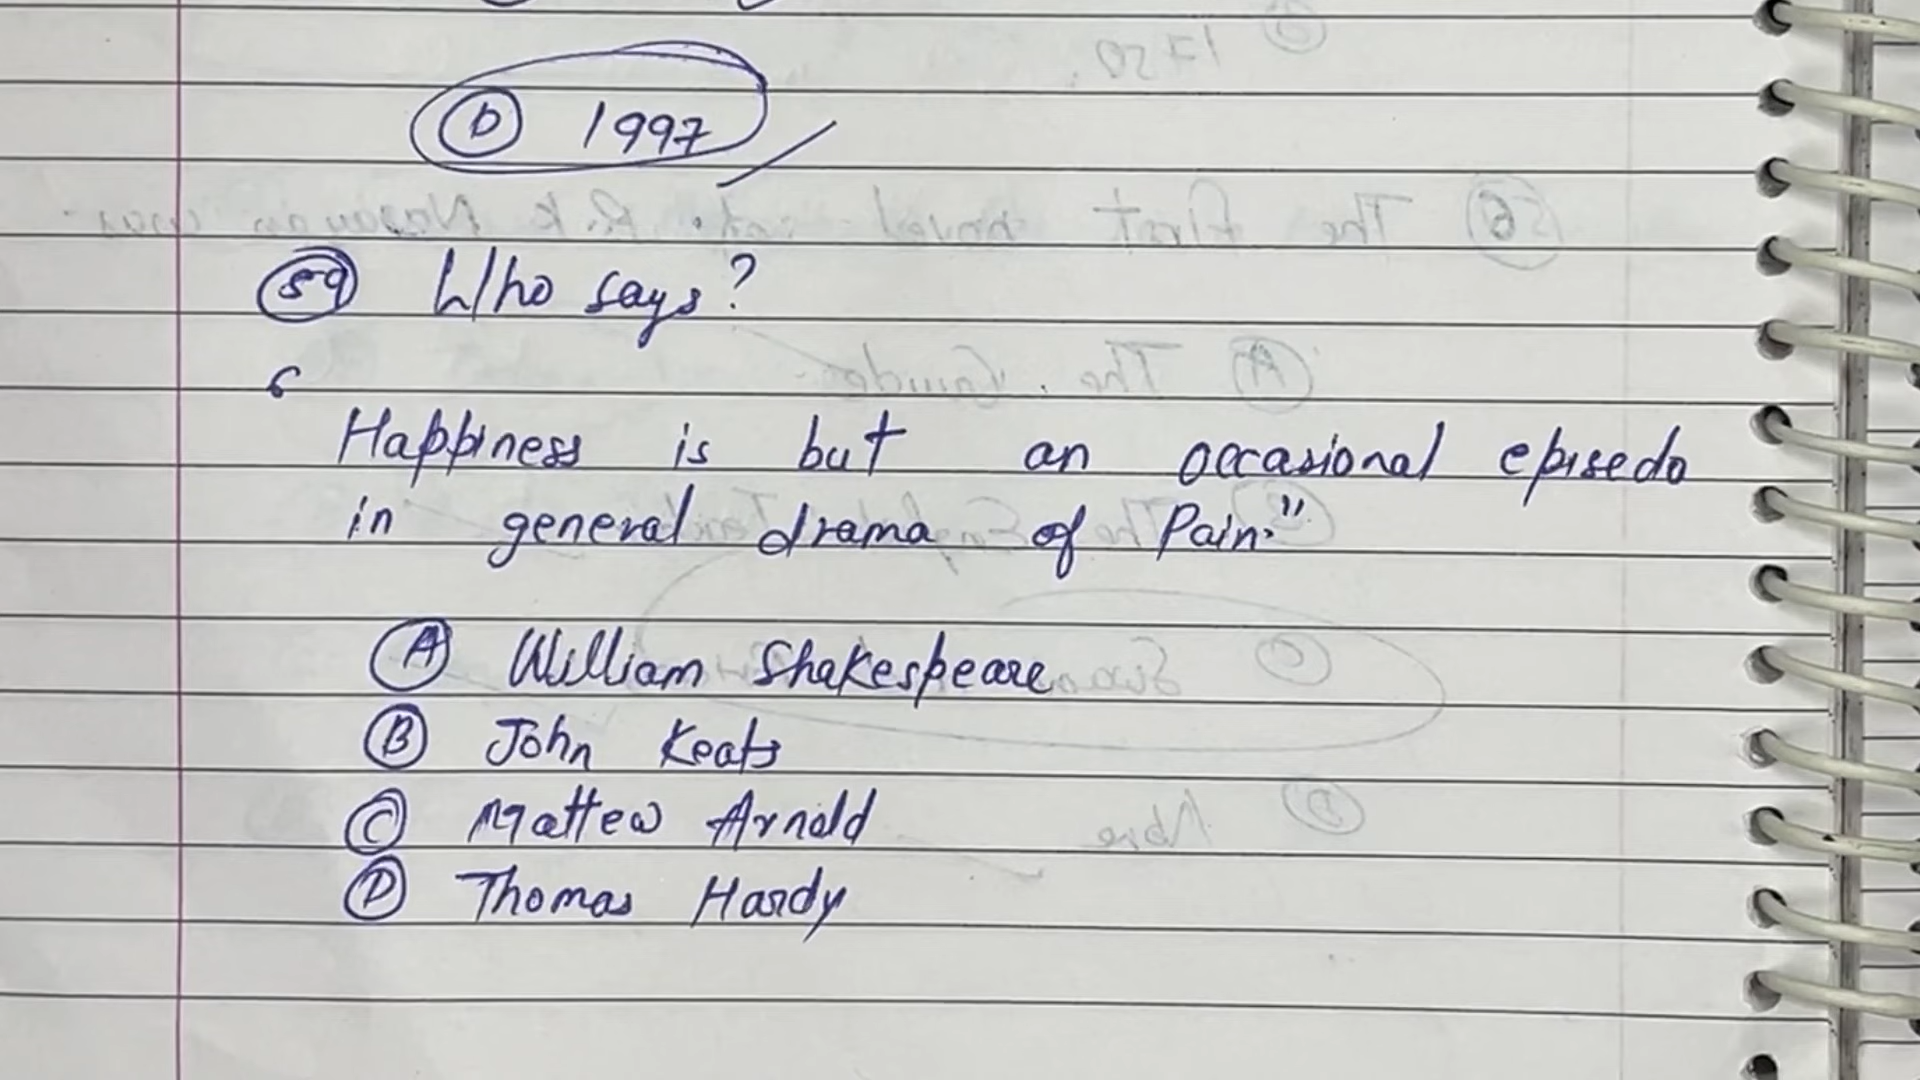 D 1997
59 Who says?
“
Happiness is but an occasional episedo
in general drama of Pain."
A William Shakespeare
B John Keats
C Mattew Arnold
D Thomas Hardy